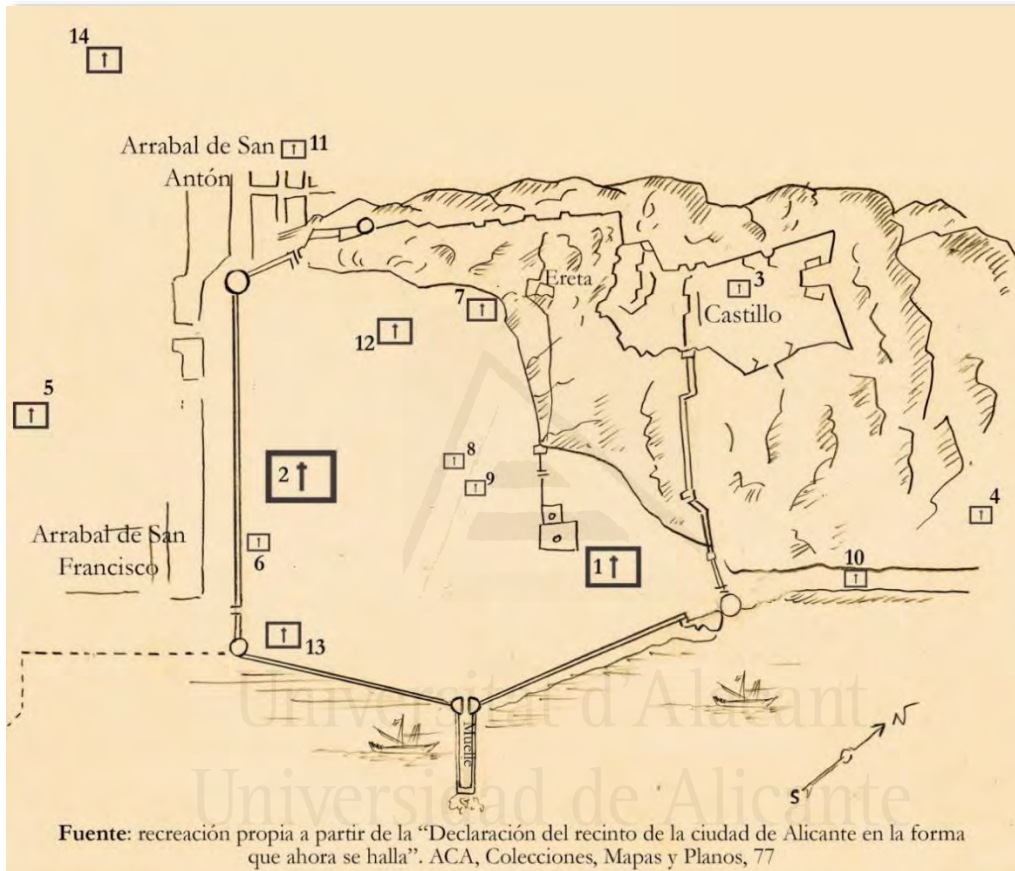 14
Arrabal de San
11
Antón
3
Ereta
7
Castillo
12
5
8
2
9
4
Arrabal de San
Francisco
10
6
1
13
N
Muelle
S
Universitat d'Alacant
Universidad de Alicante
Fuente: recreación propia a partir de la “Declaración del recinto de la ciudad de Alicante en la forma
que ahora se halla”. ACA, Colecciones, Mapas y Planos, 77